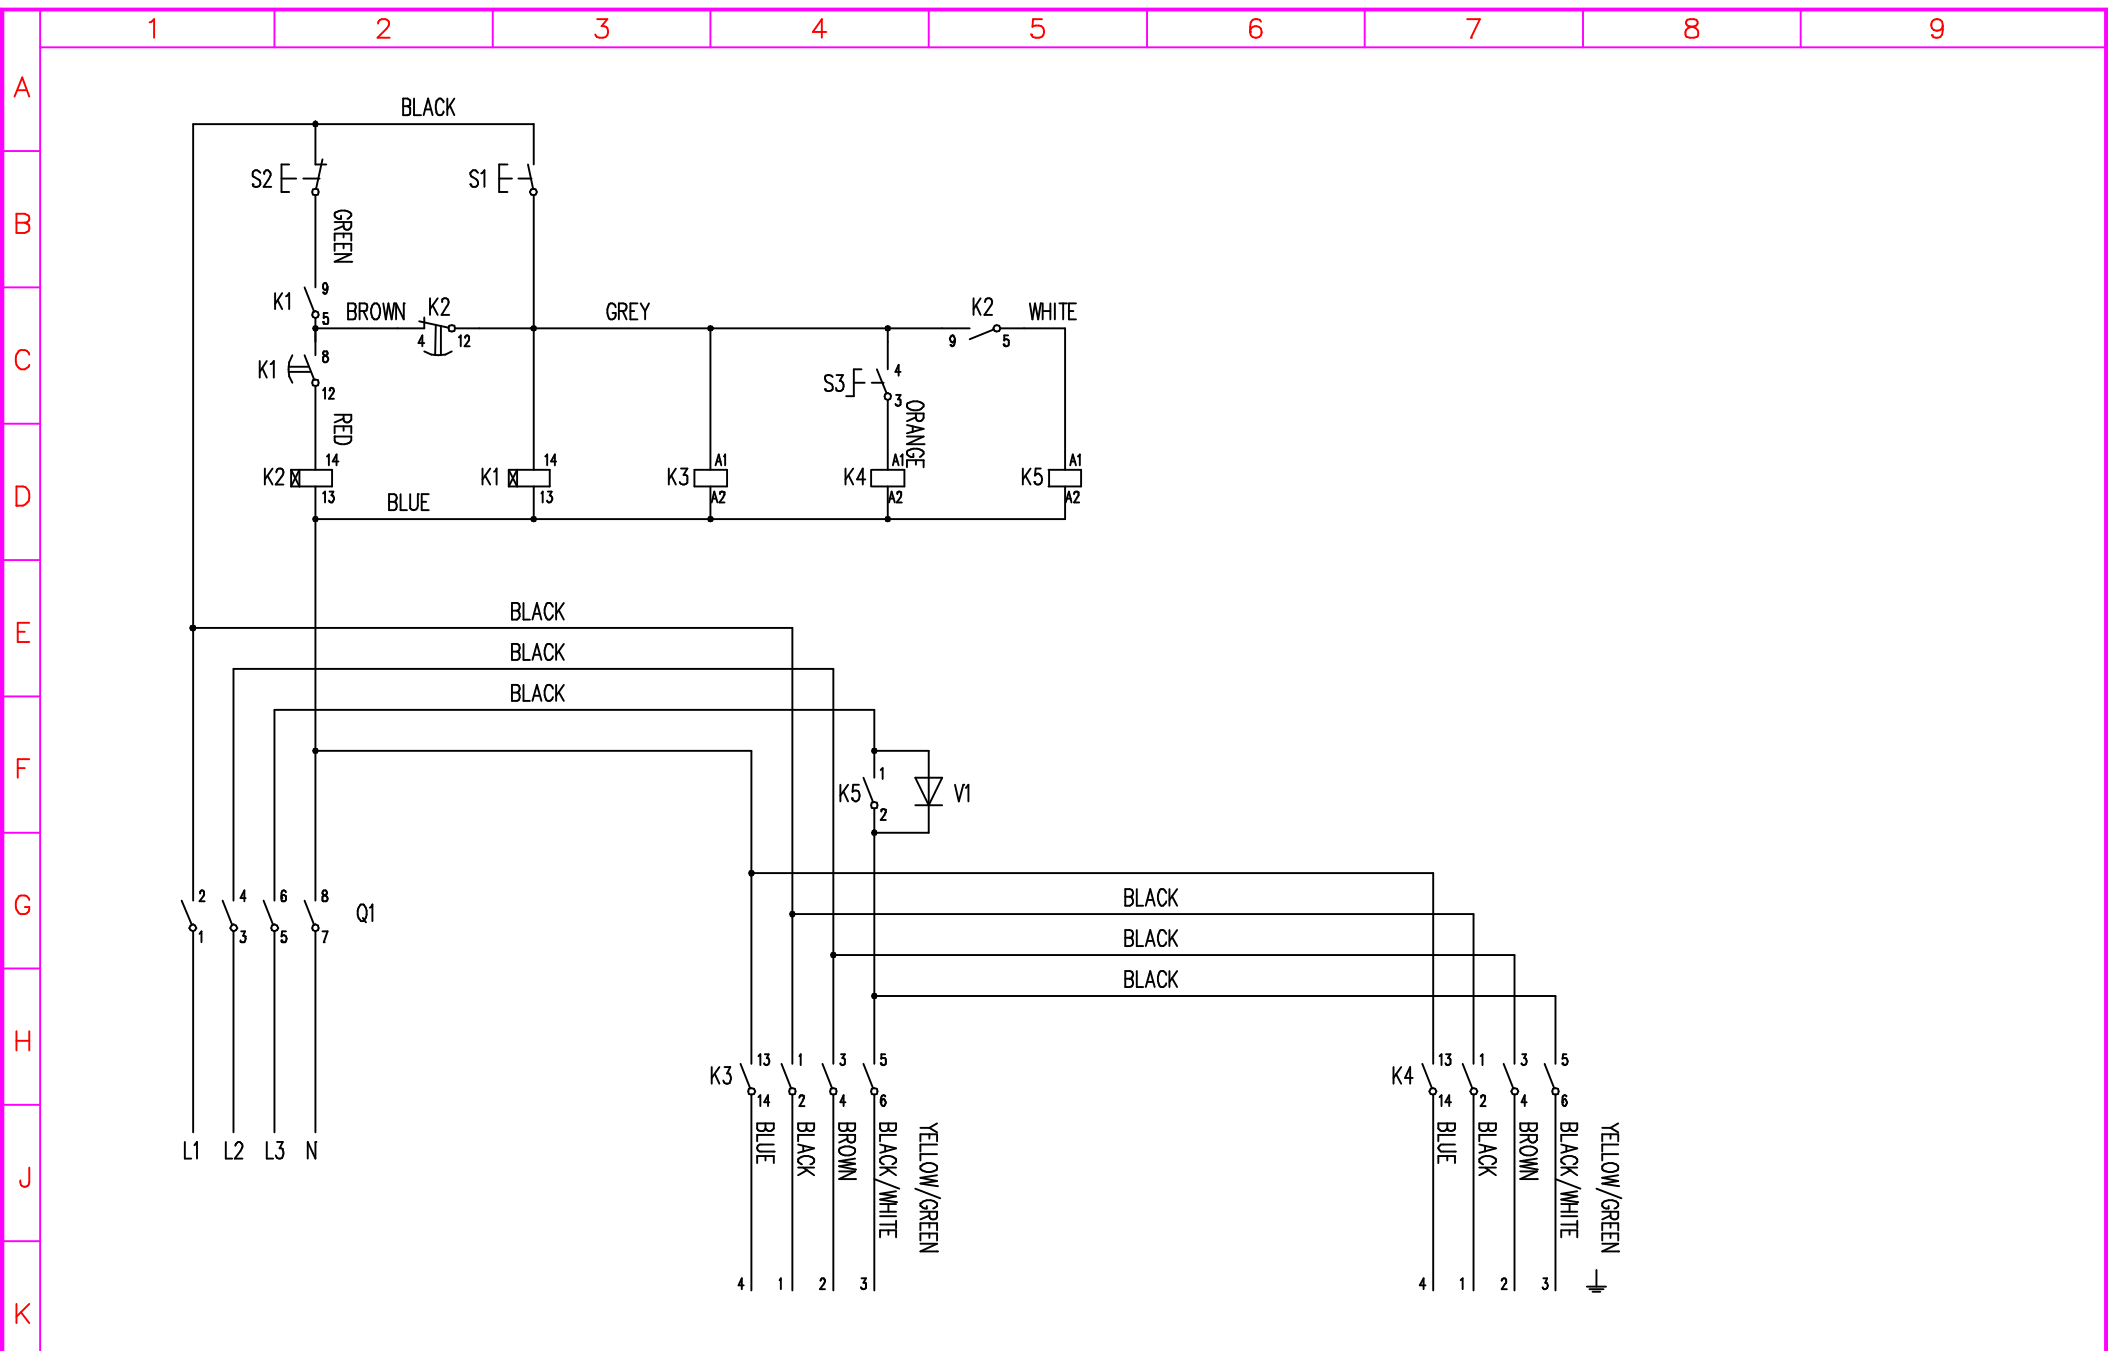 1 2 3 4 5 6 7 8 9
A
BLACK
S2 S1
B
GREEN
K1 9 5
BROWN K2 4 12
GREY
K2 9 5 WHITE
C
K1 8 12
S3 4 3
ORANGE
RED
K2 14 13
K1 14 13
K3 A1 A2
K4 A1 A2
K5 A1 A2
D
BLUE
E
BLACK
BLACK
BLACK
F
K5 1 2 V1
G
2 4 6 8 Q1
1 3 5 7
BLACK
BLACK
BLACK
H
K3 13 1 3 5
14 2 4 6
K4 13 1 3 5
14 2 4 6
J
L1 L2 L3 N
BLUE BLACK BROWN BLACK/WHITE YELLOW/GREEN
BLUE BLACK BROWN BLACK/WHITE YELLOW/GREEN
K
4 1 2 3
4 1 2 3